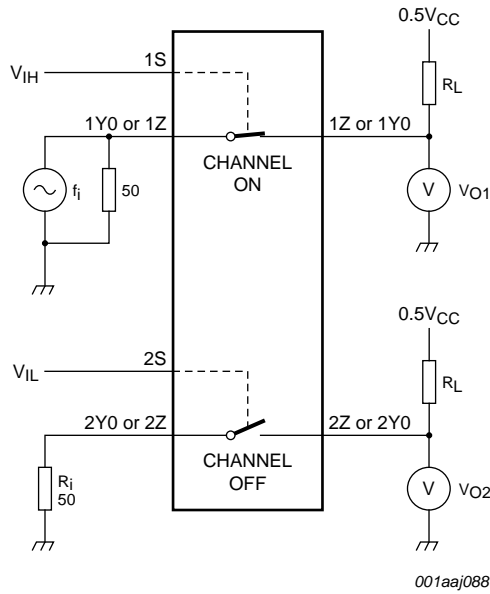 0.5VCC
1S
VIH
RL
1Y0 or 1Z
1Z or 1Y0
CHANNEL
ON
fi
50
V
VO1
0.5VCC
2S
VIL
RL
2Y0 or 2Z
2Z or 2Y0
CHANNEL
OFF
Ri
50
V
VO2
001aaj088